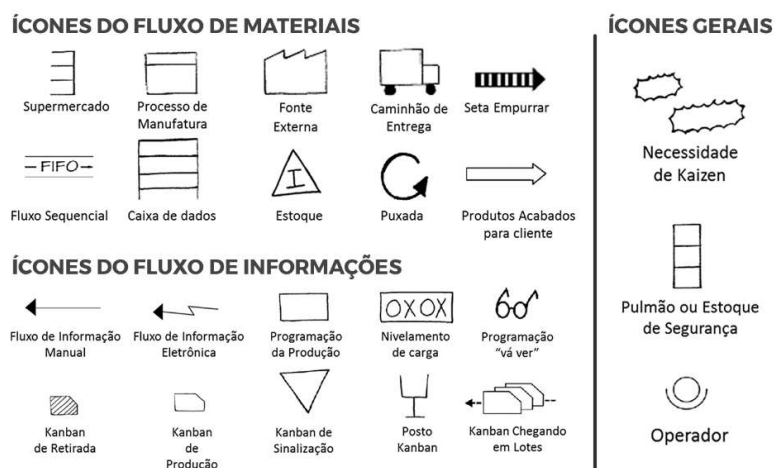 ÍCONES DO FLUXO DE MATERIAIS
Supermercado
Processo de
Manufatura
Fonte
Externa
Caminhão de
Entrega
Seta Empurrar
FIFO
Fluxo Sequencial
Caixa de dados
I
Estoque
Puxada
Produtos Acabados
para cliente
ÍCONES DO FLUXO DE INFORMAÇÕES
Fluxo de Informação
Manual
Fluxo de Informação
Eletrônica
Programação
da Produção
OXOX
Nivelamento
de carga
Programação
“vá ver”
Kanban
de Retirada
Kanban
de
Produção
Kanban de
Sinalização
Posto
Kanban
Kanban Chegando
em Lotes
ÍCONES GERAIS
Necessidade
de Kaizen
Pulmão ou Estoque
de Segurança
Operador